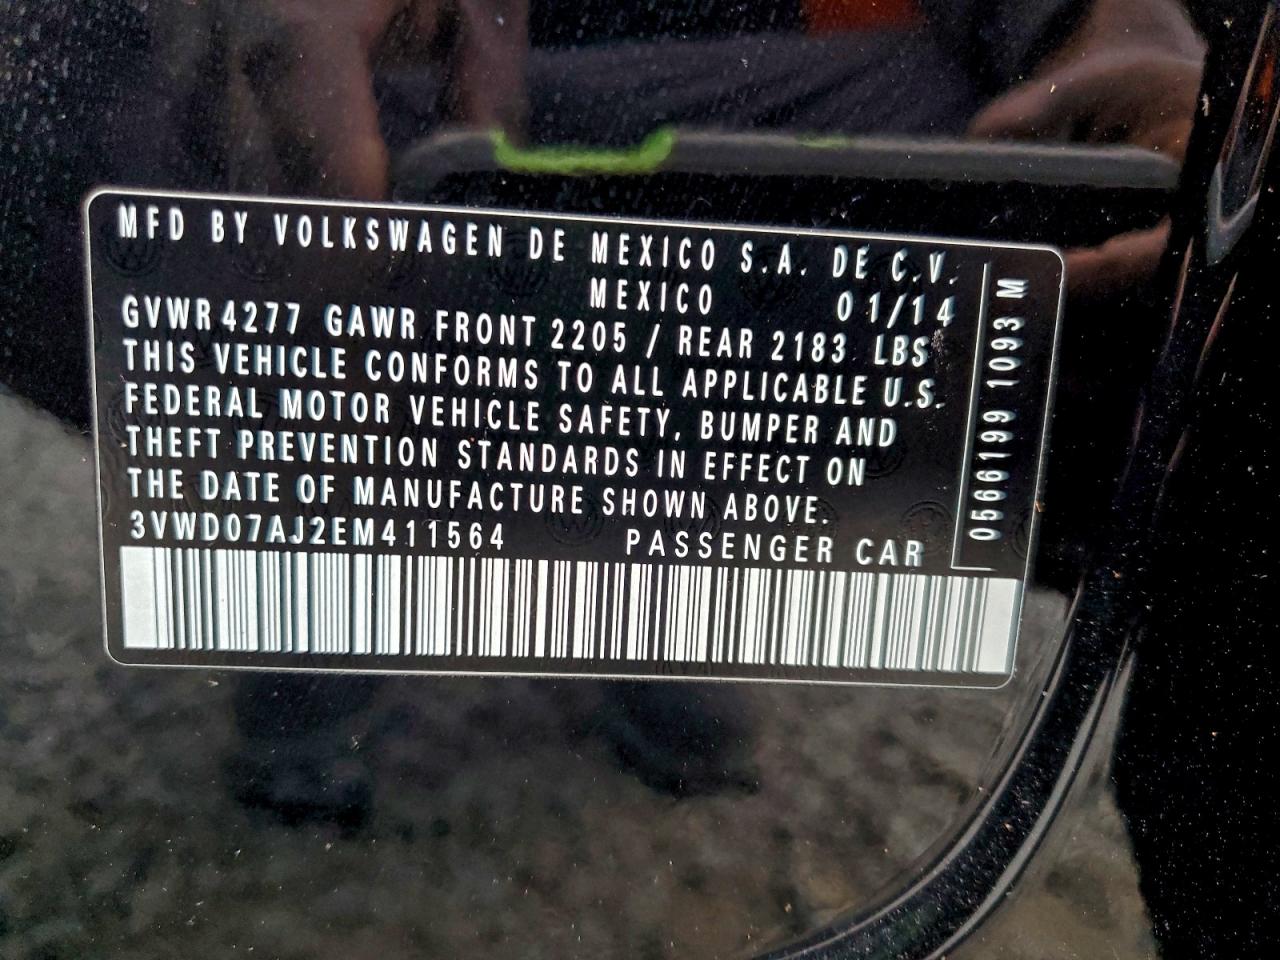 MFD BY VOLKSWAGEN DE MEXICO S.A. DE C.V.
MEXICO 01/14
GVWR 4277 GAWR FRONT 2205 / REAR 2183 LBS
THIS VEHICLE CONFORMS TO ALL APPLICABLE U.S.
FEDERAL MOTOR VEHICLE SAFETY, BUMPER AND
THEFT PREVENTION STANDARDS IN EFFECT ON
THE DATE OF MANUFACTURE SHOWN ABOVE.
3VWD07AJ2EM411564 PASSENGER CAR
0566199 1093 M